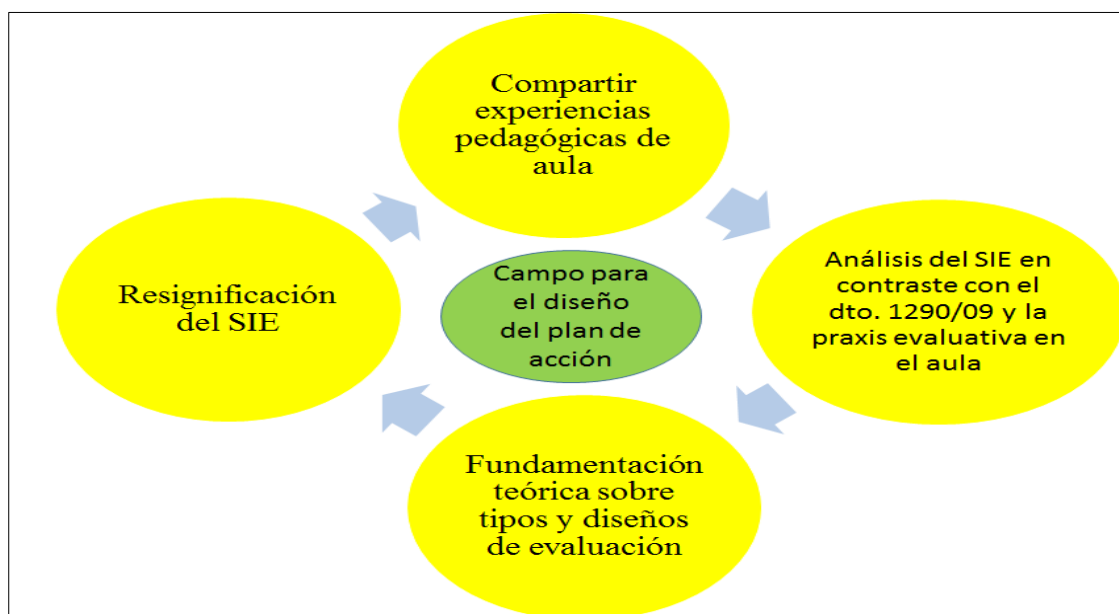 Compartir
experiencias
pedagógicas de
aula
Análisis del SIE en
contraste con el
dto. 1290/09 y la
praxis evaluativa en
el aula
Fundamentación
teórica sobre
tipos y diseños
de evaluación
Resignificación
del SIE
Campo para
el diseño
del plan de
acción